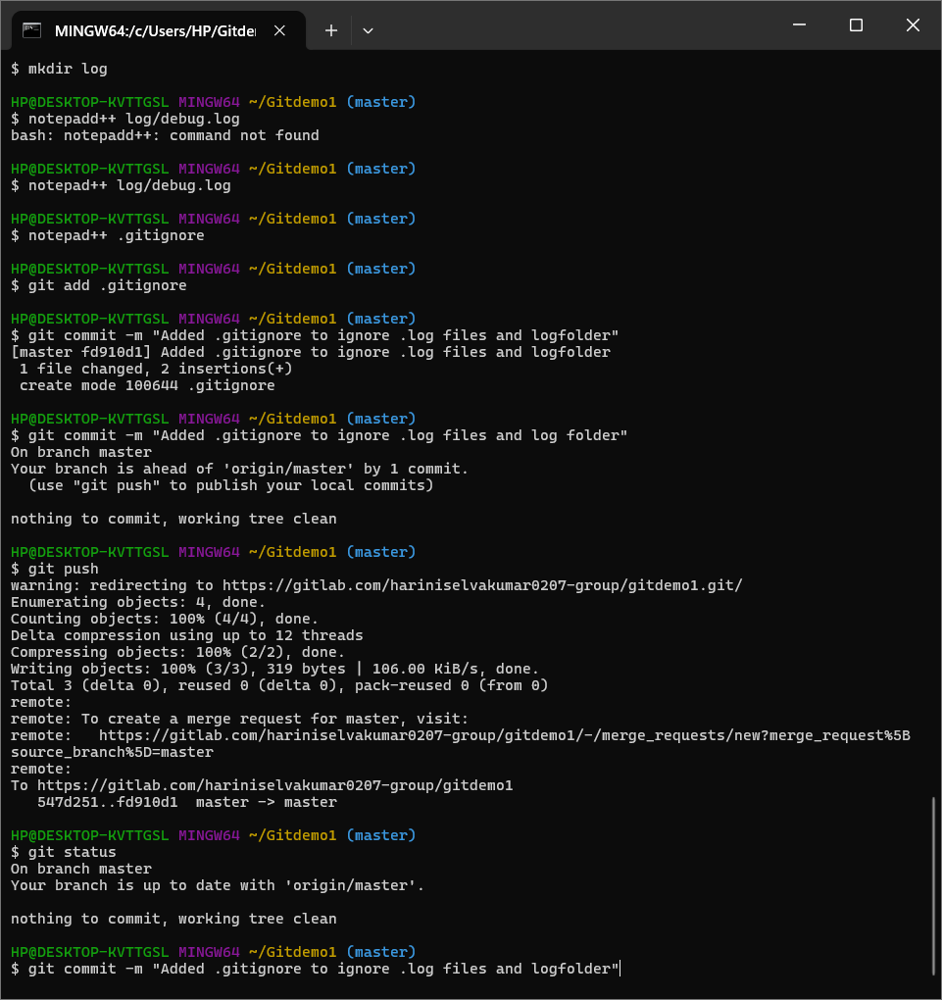 MINGW64:/c/Users/HP/Gitde
$ mkdir log
HP@DESKTOP-KVTTGSL MINGW64 ~/Gitdemo1 (master)
$ notepadd++ log/debug.log
bash: notepadd++: command not found
HP@DESKTOP-KVTTGSL MINGW64 ~/Gitdemo1 (master)
$ notepad++ log/debug.log
HP@DESKTOP-KVTTGSL MINGW64 ~/Gitdemo1 (master)
$ notepad++ .gitignore
HP@DESKTOP-KVTTGSL MINGW64 ~/Gitdemo1 (master)
$ git add .gitignore
HP@DESKTOP-KVTTGSL MINGW64 ~/Gitdemo1 (master)
$ git commit -m "Added .gitignore to ignore .log files and logfolder"
[master fd910d1] Added .gitignore to ignore .log files and logfolder
 1 file changed, 2 insertions(+)
 create mode 100644 .gitignore
HP@DESKTOP-KVTTGSL MINGW64 ~/Gitdemo1 (master)
$ git commit -m "Added .gitignore to ignore .log files and log folder"
On branch master
Your branch is ahead of 'origin/master' by 1 commit.
  (use "git push" to publish your local commits)
nothing to commit, working tree clean
HP@DESKTOP-KVTTGSL MINGW64 ~/Gitdemo1 (master)
$ git push
warning: redirecting to https://gitlab.com/hariniselvakumar0207-group/gitdemo1.git/
Enumerating objects: 4, done.
Counting objects: 100% (4/4), done.
Delta compression using up to 12 threads
Compressing objects: 100% (2/2), done.
Writing objects: 100% (3/3), 319 bytes | 106.00 KiB/s, done.
Total 3 (delta 0), reused 0 (delta 0), pack-reused 0 (from 0)
remote:
remote: To create a merge request for master, visit:
remote:   https://gitlab.com/hariniselvakumar0207-group/gitdemo1/-/merge_requests/new?merge_request%5B
source_branch%5D=master
remote:
To https://gitlab.com/hariniselvakumar0207-group/gitdemo1
   547d251..fd910d1  master -> master
HP@DESKTOP-KVTTGSL MINGW64 ~/Gitdemo1 (master)
$ git status
On branch master
Your branch is up to date with 'origin/master'.
nothing to commit, working tree clean
HP@DESKTOP-KVTTGSL MINGW64 ~/Gitdemo1 (master)
$ git commit -m "Added .gitignore to ignore .log files and logfolder"